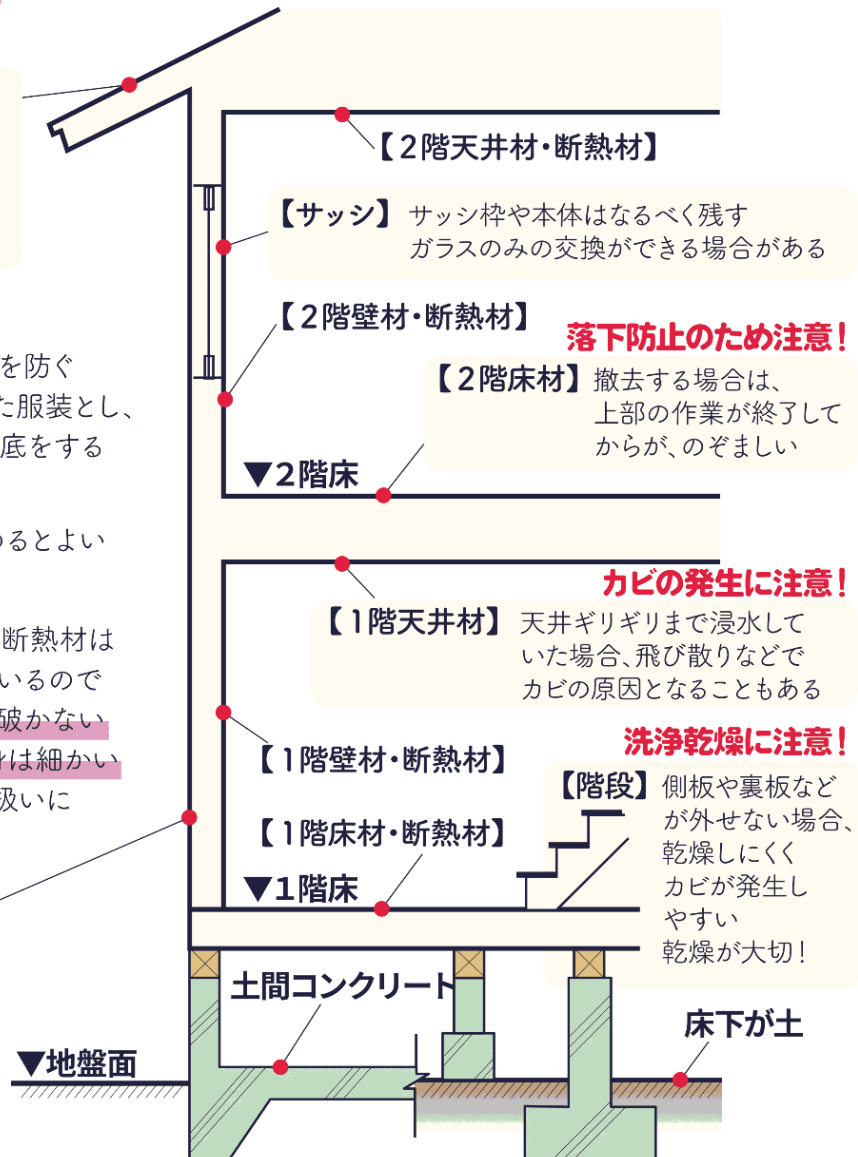 【2階天井材・断熱材】
【サッシ】 サッシ枠や本体はなるべく残す
ガラスのみの交換ができる場合がある
【2階壁材・断熱材】
落下防止のため注意！
【2階床材】 撤去する場合は、
上部の作業が終了して
からが、のぞましい
▼2階床
を防ぐ
た服装とし、
底をする
るとよい
断熱材は
いるので
破かない
は細かい
扱いに
カビの発生に注意！
【1階天井材】 天井ギリギリまで浸水して
いた場合、飛び散りなどで
カビの原因となることもある
【1階壁材・断熱材】
洗浄乾燥に注意！
【階段】 側板や裏板など
が外せない場合、
乾燥しにくく
カビが発生し
やすい
乾燥が大切！
【1階床材・断熱材】
▼1階床
土間コンクリート
床下が土
▼地盤面